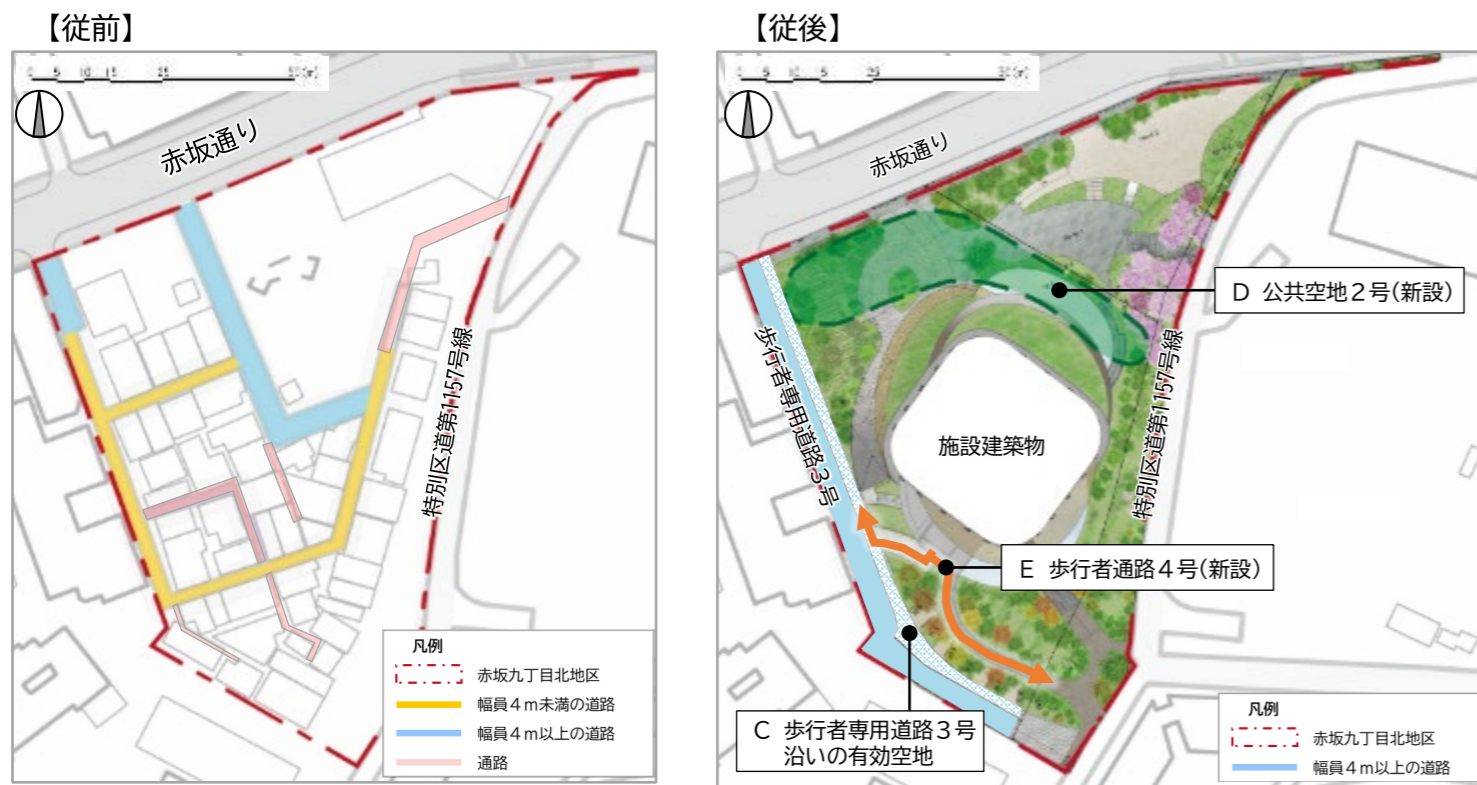 【従前】
0 5 10 15 25 50(m)
赤坂通り
特別区道第1157号線
凡例
赤坂九丁目北地区
幅員4m未満の道路
幅員4m以上の道路
通路
【従後】
赤坂通り
D 公共空地2号(新設)
歩行者専用道路3号
施設建築物
特別区道第1157号線
E 歩行者通路4号(新設)
C 歩行者専用道路3号
沿いの有効空地
凡例
赤坂九丁目北地区
幅員4m以上の道路